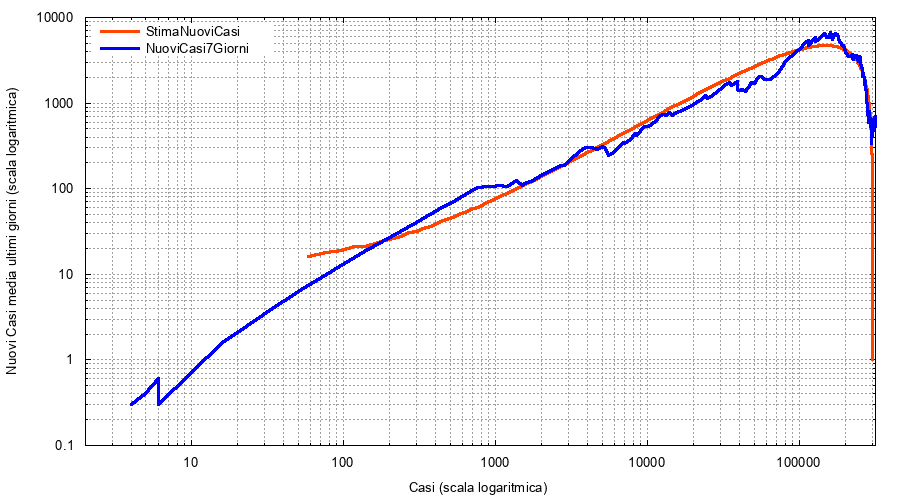 StimaNuoviCasi
NuoviCasi7Giorni
Nuovi Casi media ultimi giorni (scala logaritmica)
10000
1000
100
10
1
0.1
10 100 1000 10000 100000
Casi (scala logaritmica)